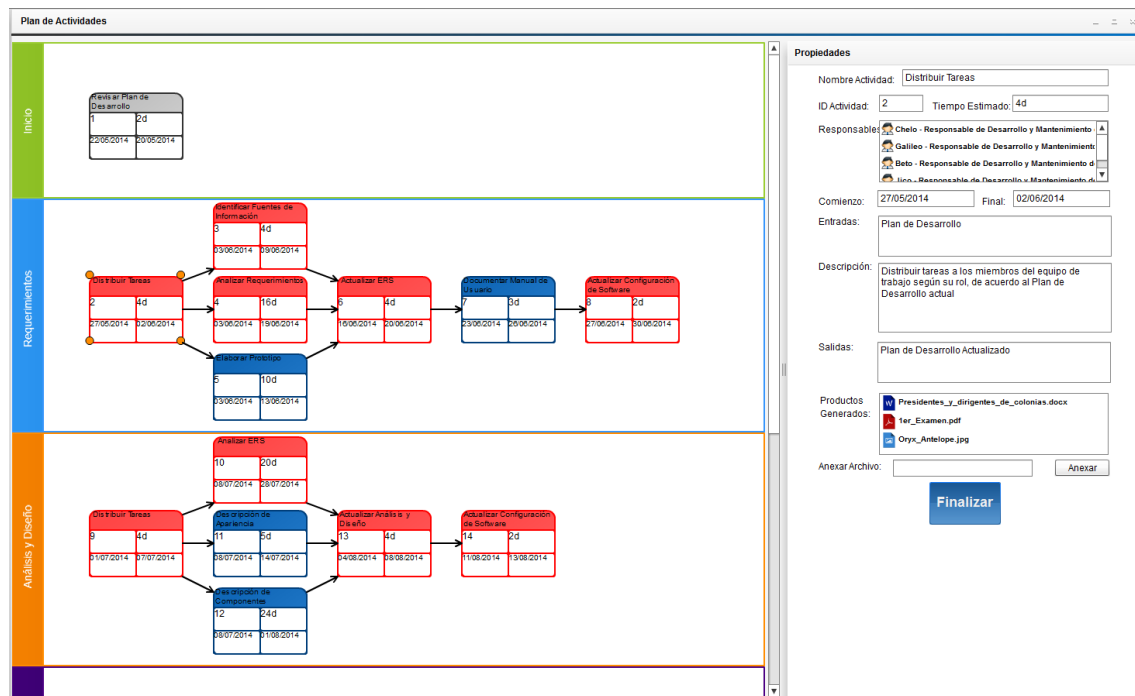 Plan de Actividades
Inicio
Revisar Plan de
Desarrollo
1 2d
22/05/2014 20/05/2014
Requerimientos
Identificar Fuentes de
Información
3 4d
03/06/2014 09/06/2014
Distribuir Tareas
2 4d
27/05/2014 02/06/2014
Analizar Requerimientos
4 16d
03/06/2014 19/06/2014
Actualizar ERS
6 4d
16/06/2014 20/06/2014
Documentar Manual de
Usuario
7 3d
23/06/2014 26/06/2014
Actualizar Configuración
de Software
8 2d
27/06/2014 30/06/2014
Elaborar Prototipo
5 10d
03/06/2014 13/06/2014
Análisis y Diseño
Analizar ERS
10 20d
08/07/2014 28/07/2014
Distribuir Tareas
9 4d
01/07/2014 07/07/2014
Descripción de
Apariencia
11 5d
08/07/2014 14/07/2014
Actualizar Análisis y
Diseño
13 4d
04/08/2014 08/08/2014
Actualizar Configuración
de Software
14 2d
11/08/2014 13/08/2014
Descripción de
Componentes
12 24d
08/07/2014 01/08/2014
Propiedades
Nombre Actividad: Distribuir Tareas
ID Actividad: 2 Tiempo Estimado: 4d
Responsables
Chelo - Responsable de Desarrollo y Mantenimiento -
Galileo - Responsable de Desarrollo y Mantenimient
Beto - Responsable de Desarrollo y Mantenimiento d
Jico - Responsable de Desarrollo y Mantenimiento d
Comienzo: 27/05/2014 Final: 02/06/2014
Entradas: Plan de Desarrollo
Descripción: Distribuir tareas a los miembros del equipo de
trabajo según su rol, de acuerdo al Plan de
Desarrollo actual
Salidas: Plan de Desarrollo Actualizado
Productos
Generados:
Presidentes_y_dirigentes_de_colonias.docx
1er_Examen.pdf
Oryx_Antelope.jpg
Anexar Archivo: Anexar
Finalizar